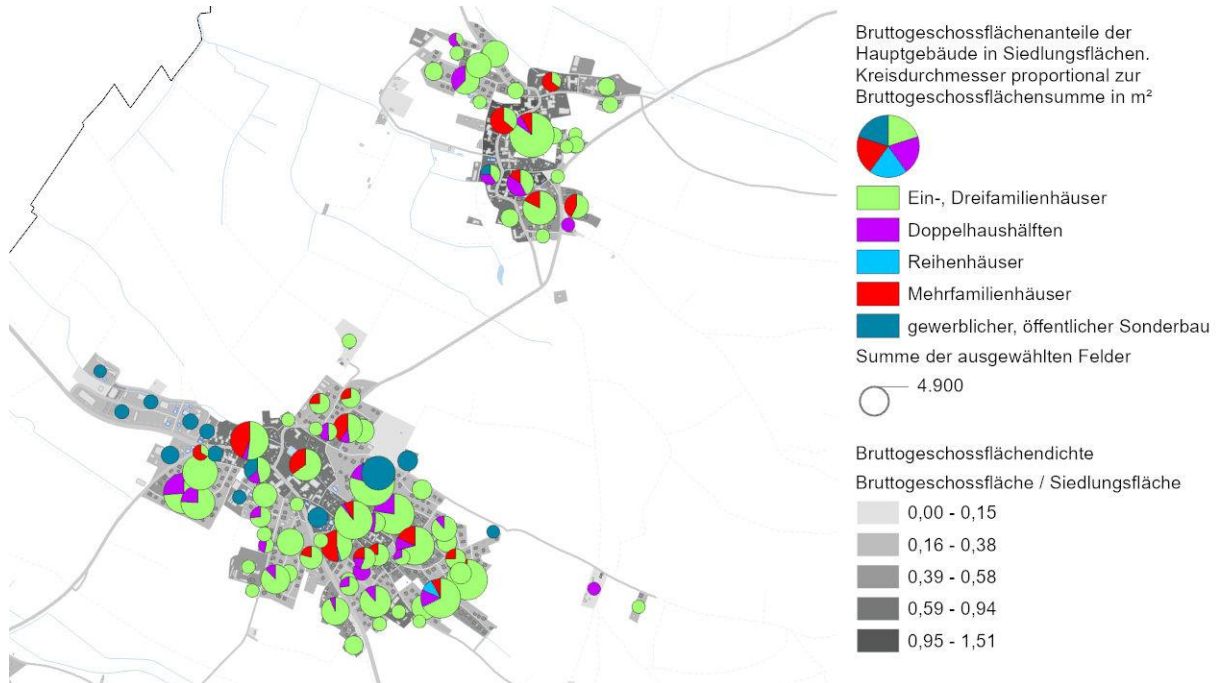 Bruttogeschossflächenanteile der
Hauptgebäude in Siedlungsflächen.
Kreisdurchmesser proportional zur
Bruttogeschossflächensumme in m²
Ein-, Dreifamilienhäuser
Doppelhaushälften
Reihenhäuser
Mehrfamilienhäuser
gewerblicher, öffentlicher Sonderbau
Summe der ausgewählten Felder
4.900
Bruttogeschossflächendichte
Bruttogeschossfläche / Siedlungsfläche
0,00 - 0,15
0,16 - 0,38
0,39 - 0,58
0,59 - 0,94
0,95 - 1,51